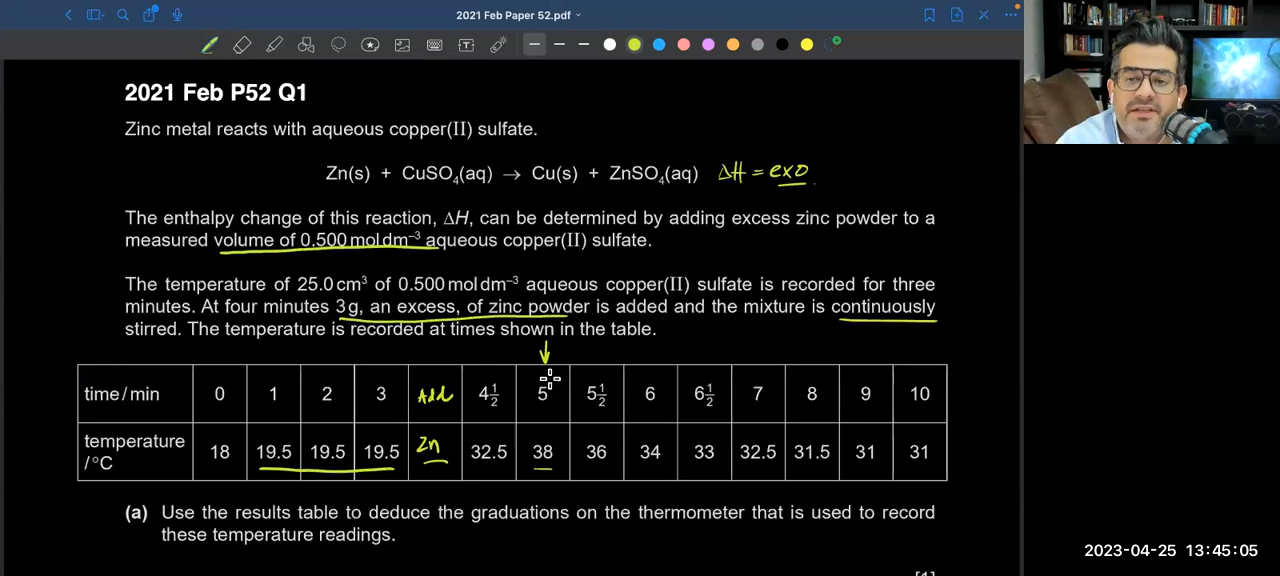 2021 Feb Paper 52.pdf
2021 Feb P52 Q1
Zinc metal reacts with aqueous copper(II) sulfate.
Zn(s) + CuSO₄(aq) → Cu(s) + ZnSO₄(aq) ΔH = exo
The enthalpy change of this reaction, ΔH, can be determined by adding excess zinc powder to a
measured volume of 0.500 mol dm⁻³ aqueous copper(II) sulfate.
The temperature of 25.0 cm³ of 0.500 mol dm⁻³ aqueous copper(II) sulfate is recorded for three
minutes. At four minutes 3 g, an excess, of zinc powder is added and the mixture is continuously
stirred. The temperature is recorded at times shown in the table.
time / min 0 1 2 3 Add 4½ 5 5½ 6 6½ 7 8 9 10
temperature / °C 18 19.5 19.5 19.5 Zn 32.5 38 36 34 33 32.5 31.5 31 31
(a) Use the results table to deduce the graduations on the thermometer that is used to record
these temperature readings.
2023-04-25 13:45:05